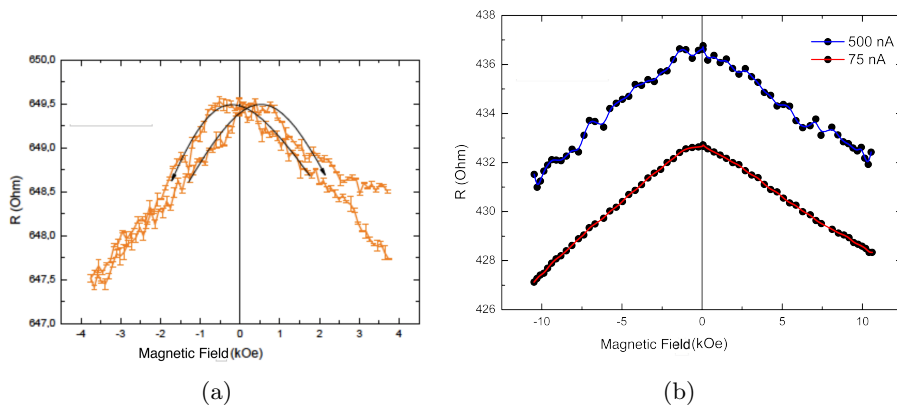 650,0
649,5
649,0
648,5
648,0
647,5
647,0
R (Ohm)
-4 -3 -2 -1 0 1 2 3 4
Magnetic Field (kOe)
(a)
438
436
434
432
430
428
426
R (Ohm)
500 nA
75 nA
-10 -5 0 5 10
Magnetic Field (kOe)
(b)